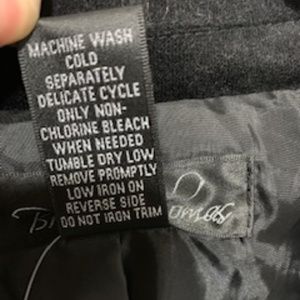 MACHINE WASH
COLD
SEPARATELY
DELICATE CYCLE
ONLY NON-
CHLORINE BLEACH
WHEN NEEDED
TUMBLE DRY LOW
REMOVE PROMPTLY
LOW IRON ON
REVERSE SIDE
DO NOT IRON TRIM